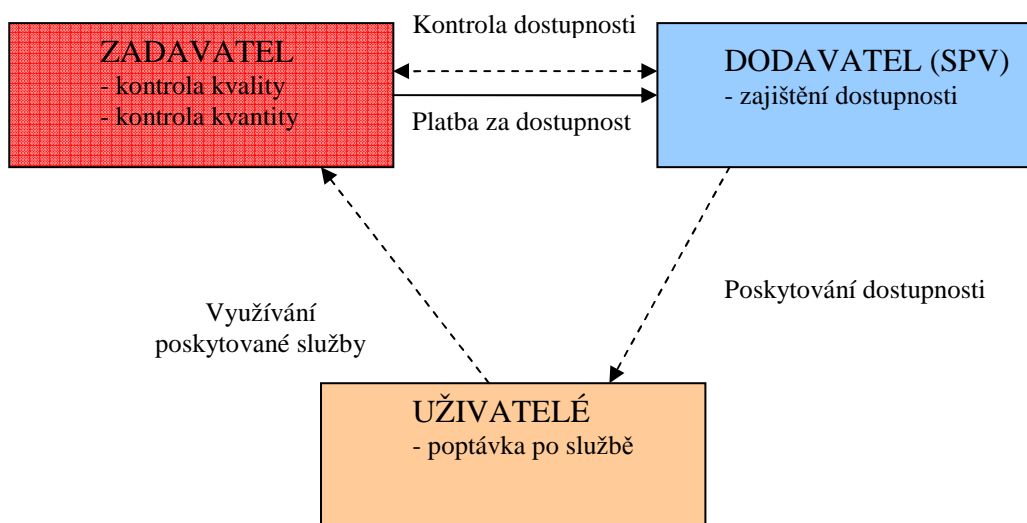 Kontrola dostupnosti
ZADAVATEL
- kontrola kvality
- kontrola kvantity
DODAVATEL (SPV)
- zajištění dostupnosti
Platba za dostupnost
Využívání
poskytované služby
Poskytování dostupnosti
UŽIVATELÉ
- poptávka po službě